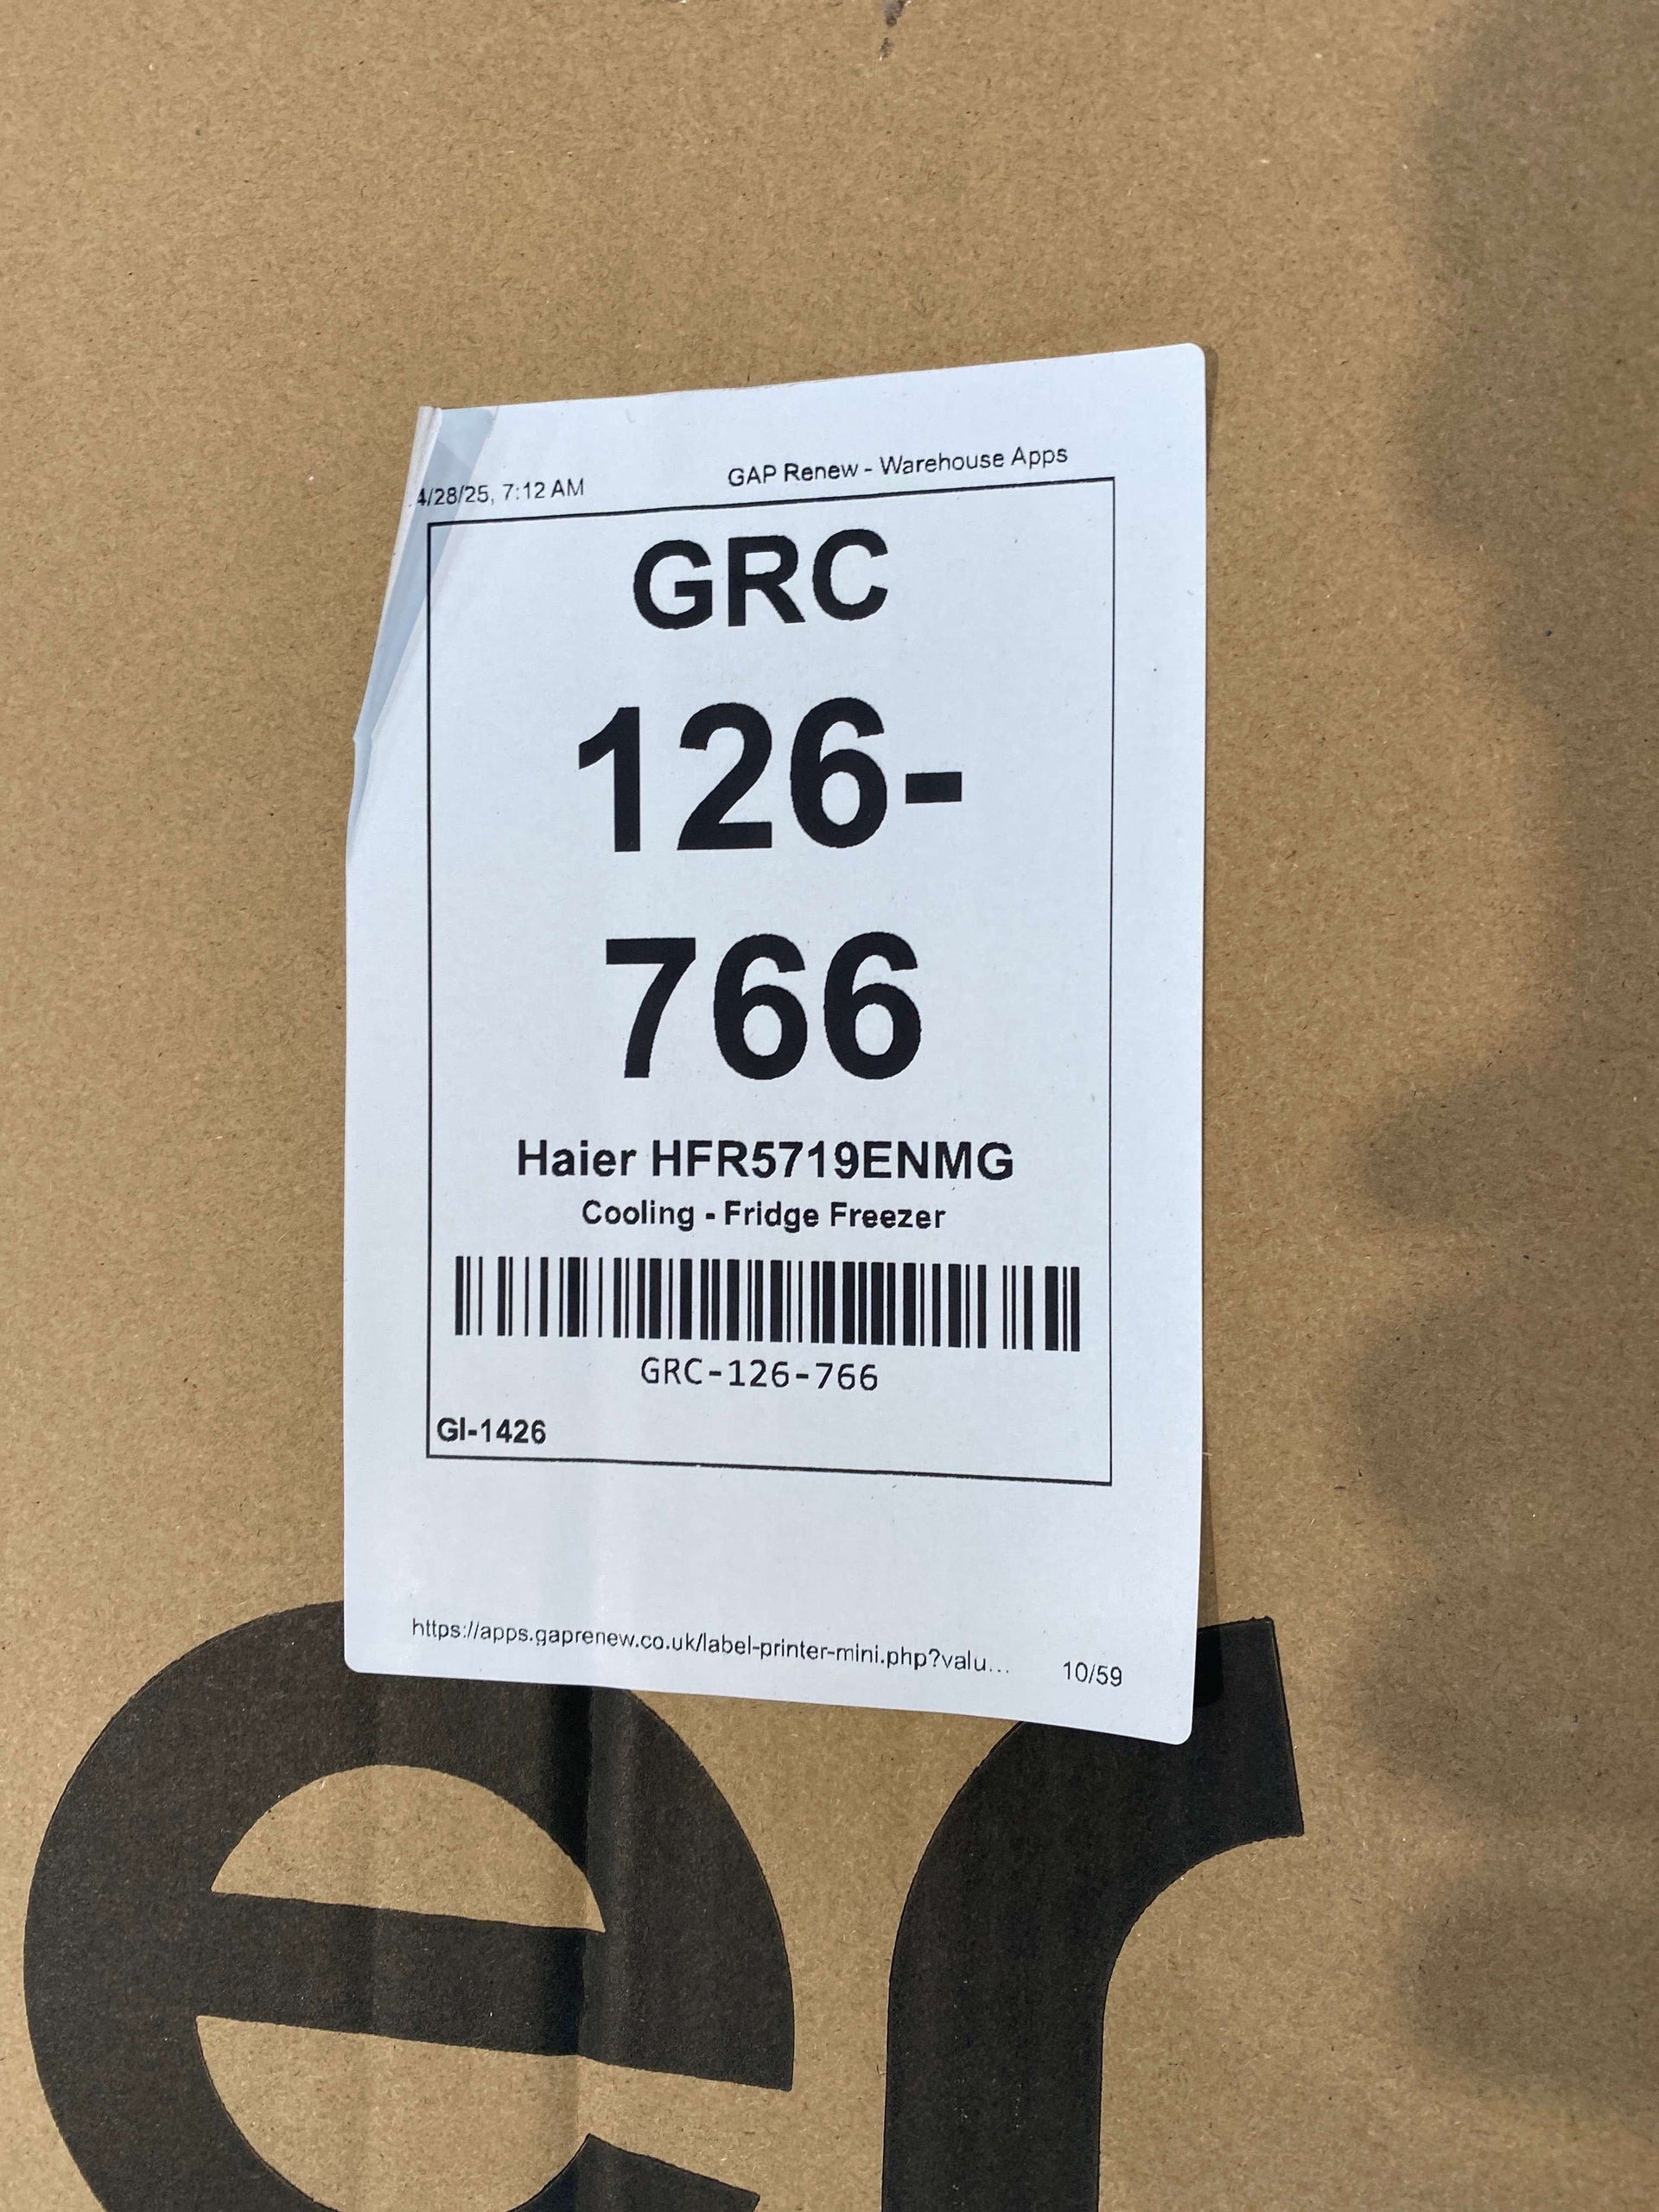 4/28/25, 7:12 AM GAP Renew - Warehouse Apps
GRC
126-
766
Haier HFR5719ENMG
Cooling - Fridge Freezer
GRC-126-766
GI-1426
https://apps.gaprenew.co.uk/label-printer-mini.php?valu... 10/59
er